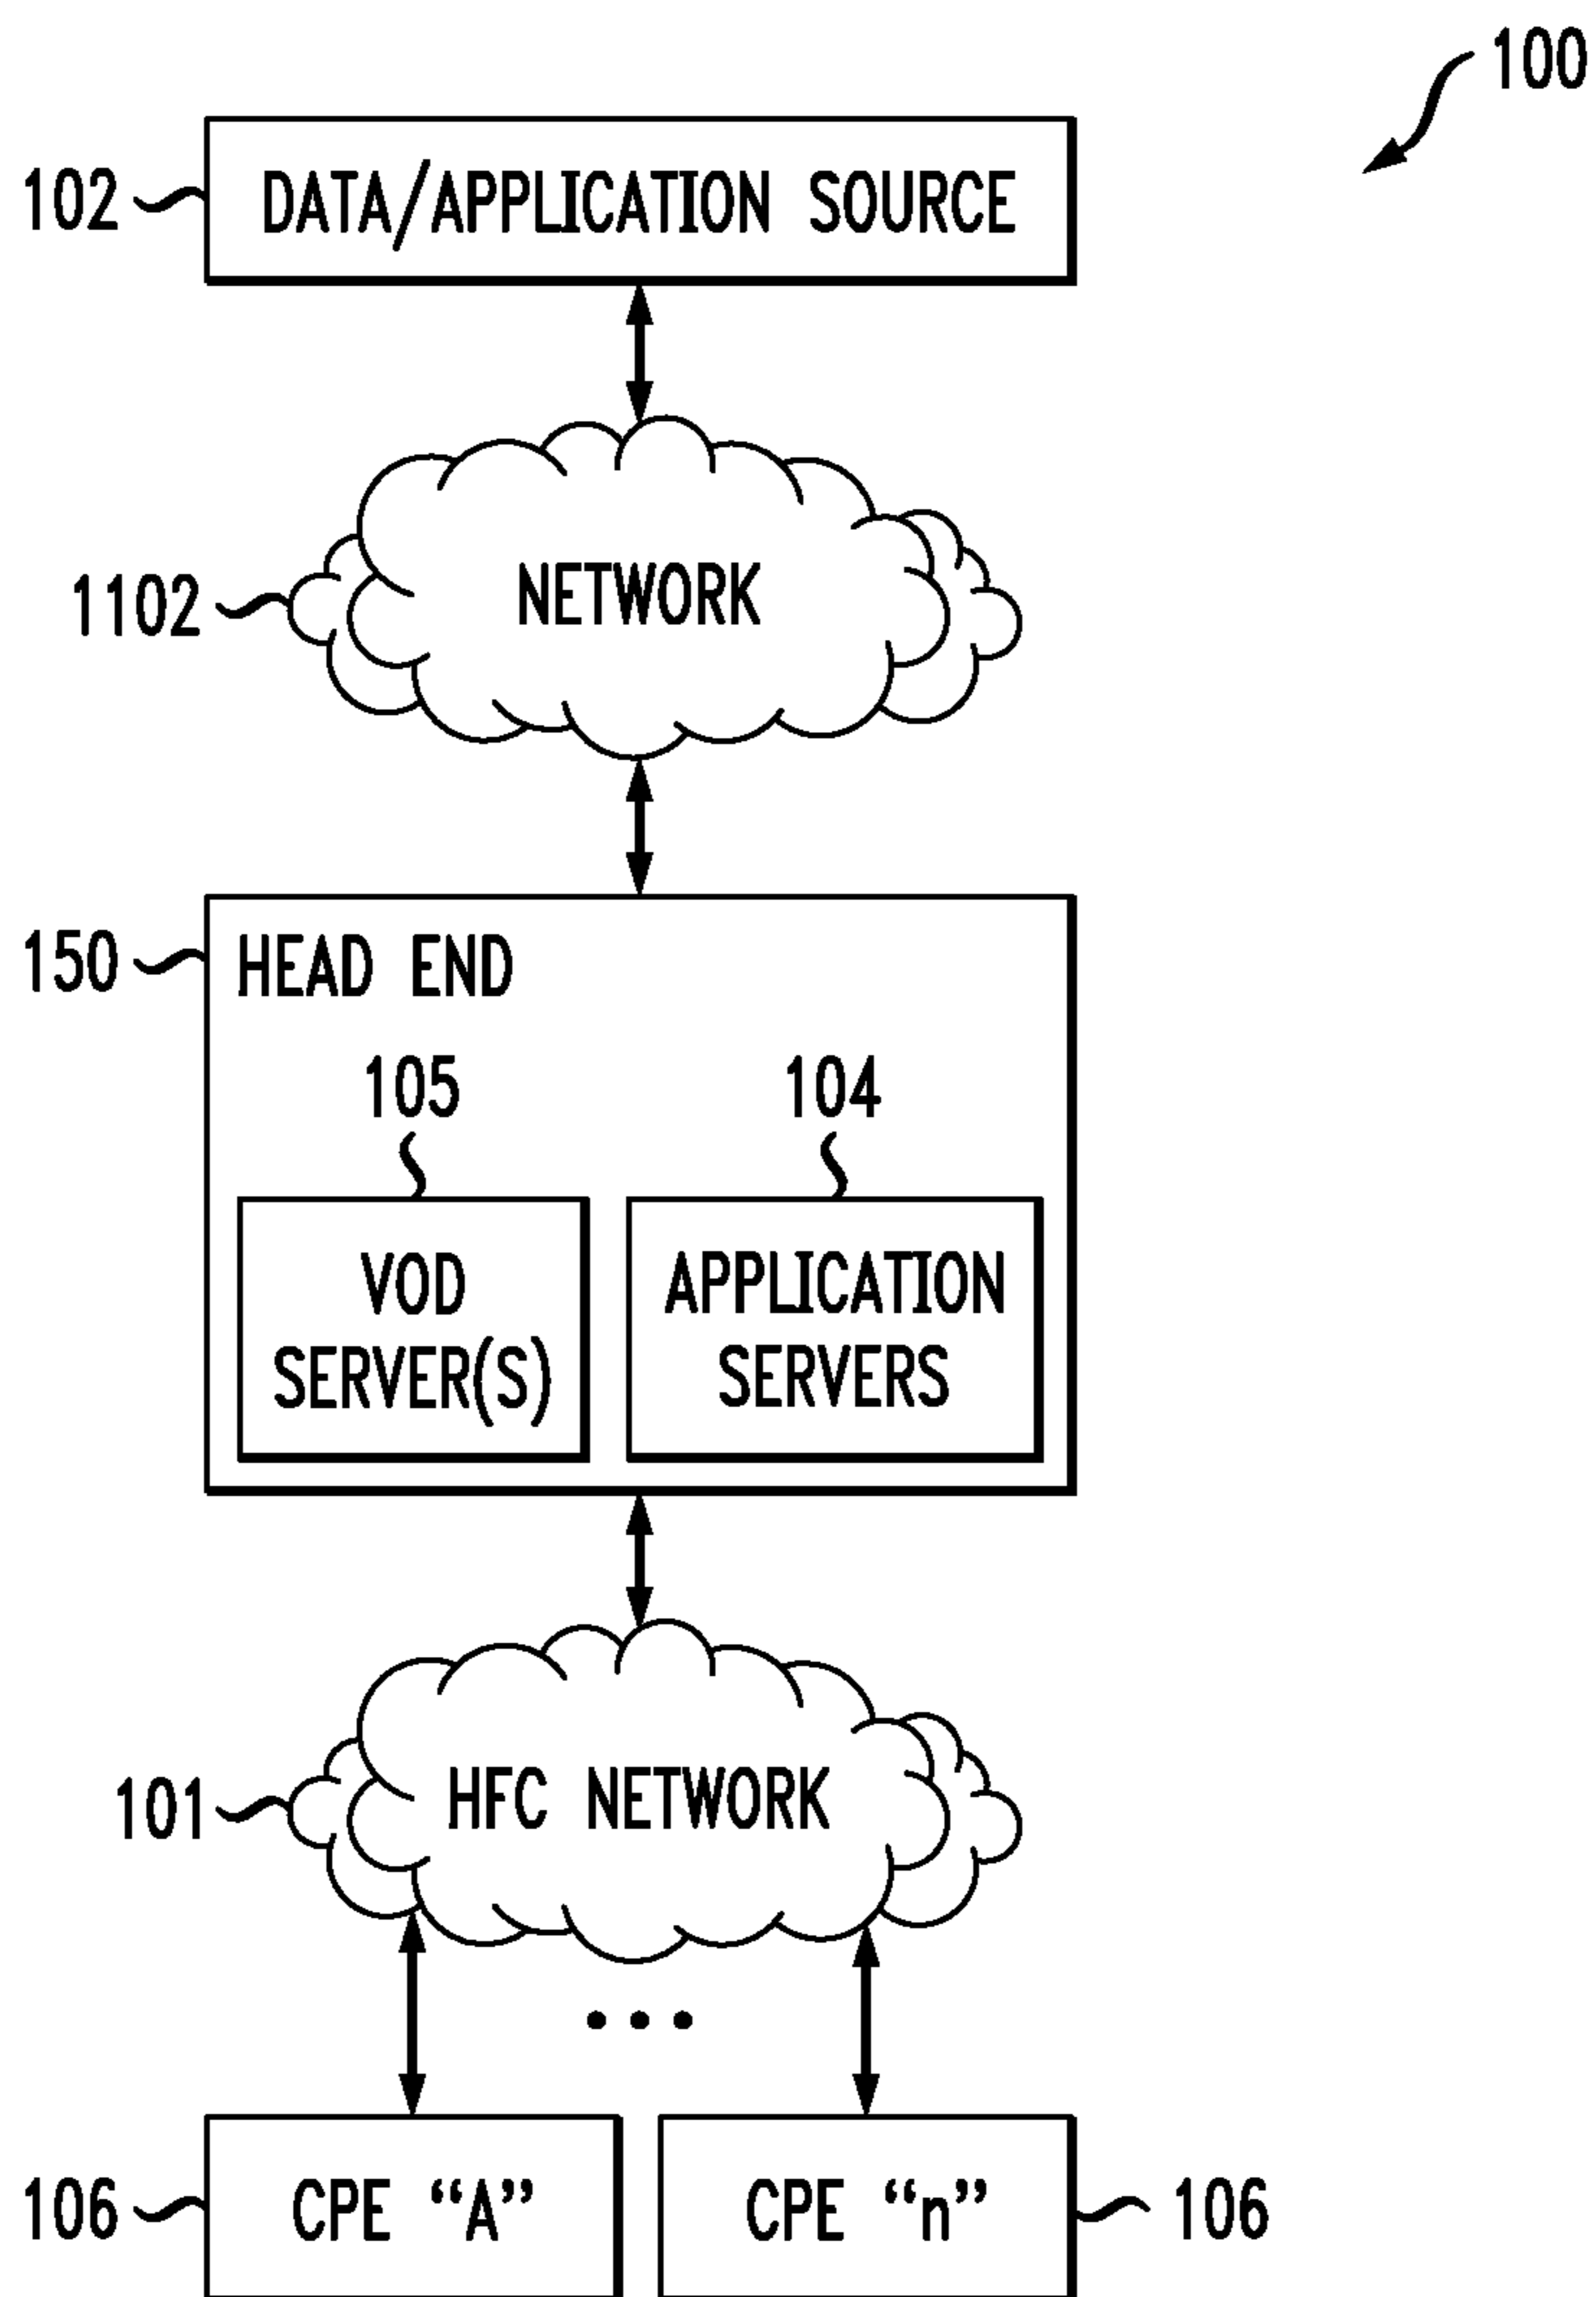 100
102 DATA/APPLICATION SOURCE
1102 NETWORK
150 HEAD END
105 104
VOD APPLICATION
SERVER(S) SERVERS
101 HFC NETWORK
106 CPE “A” CPE “n” 106